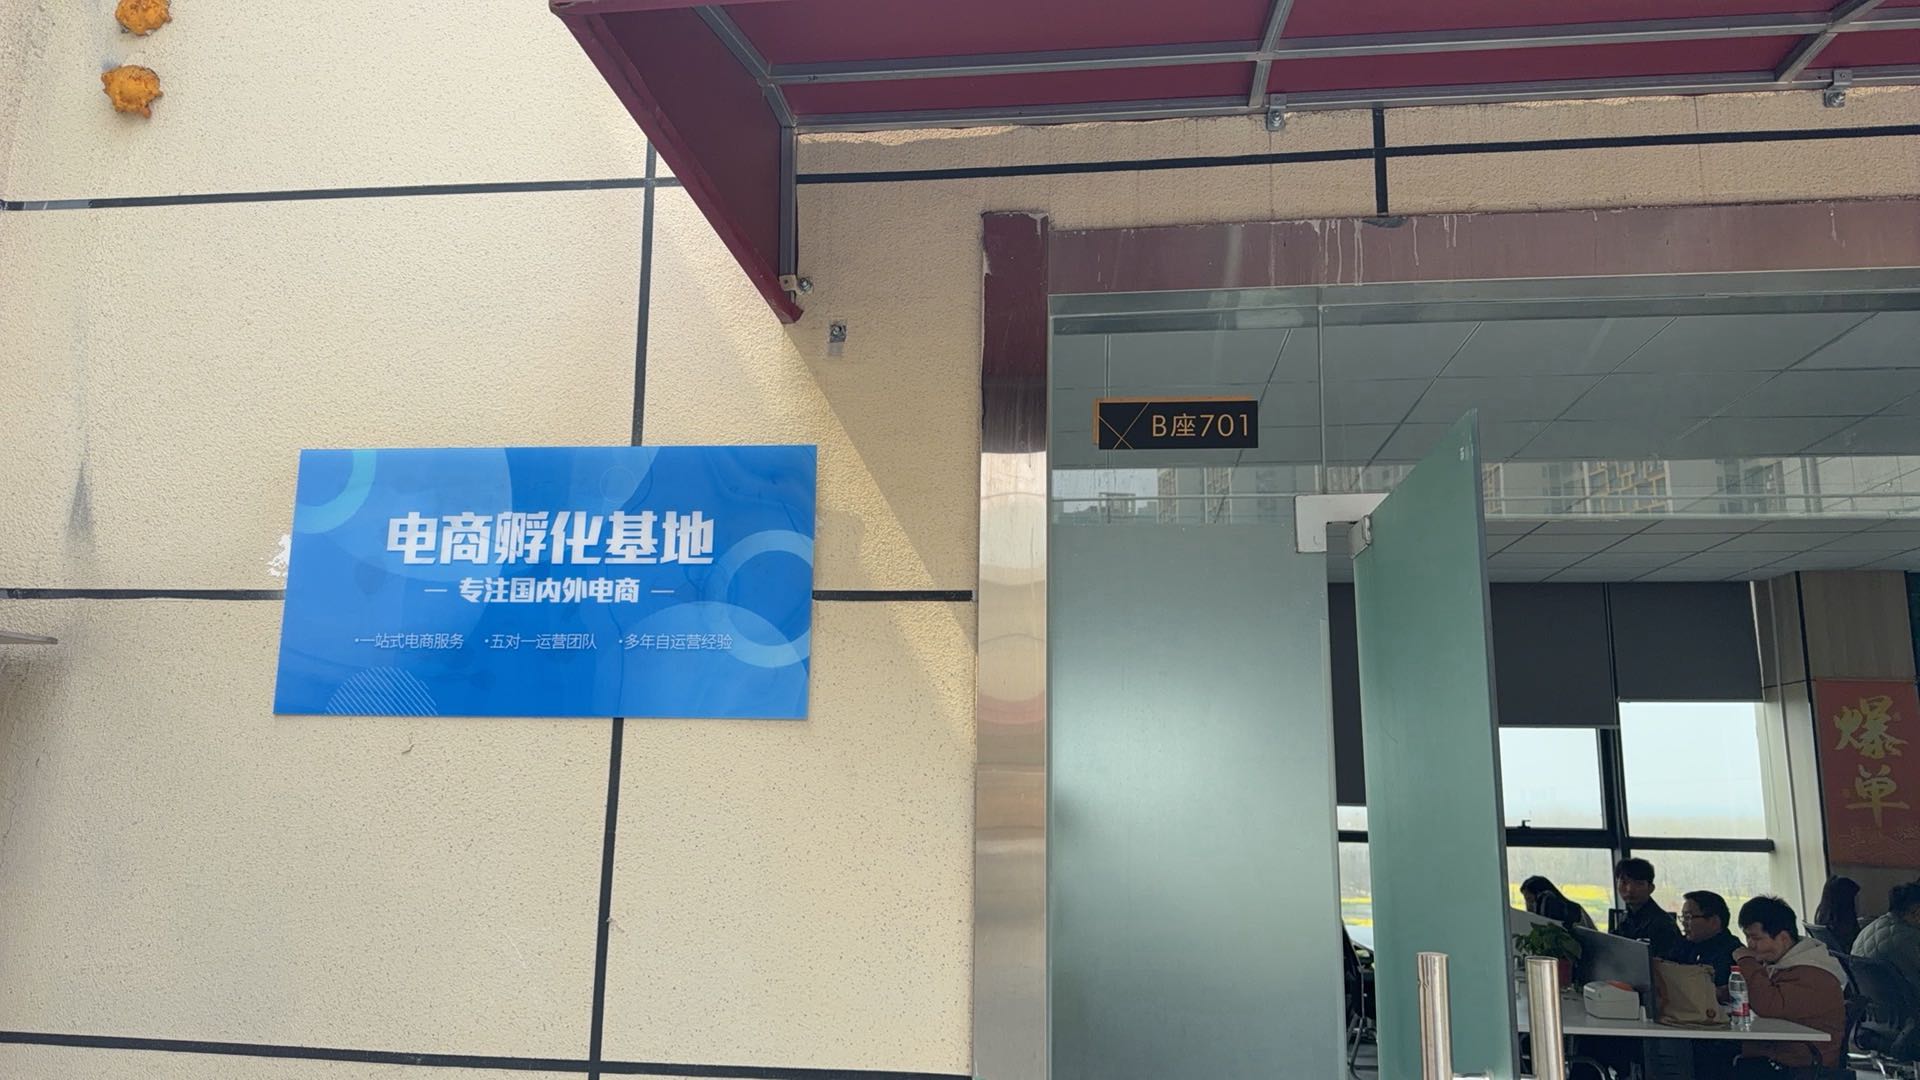 电商孵化基地
— 专注国内外电商 —
·一站式电商服务 ·五对一运营团队 ·多年自运营经验
B座701
爆单